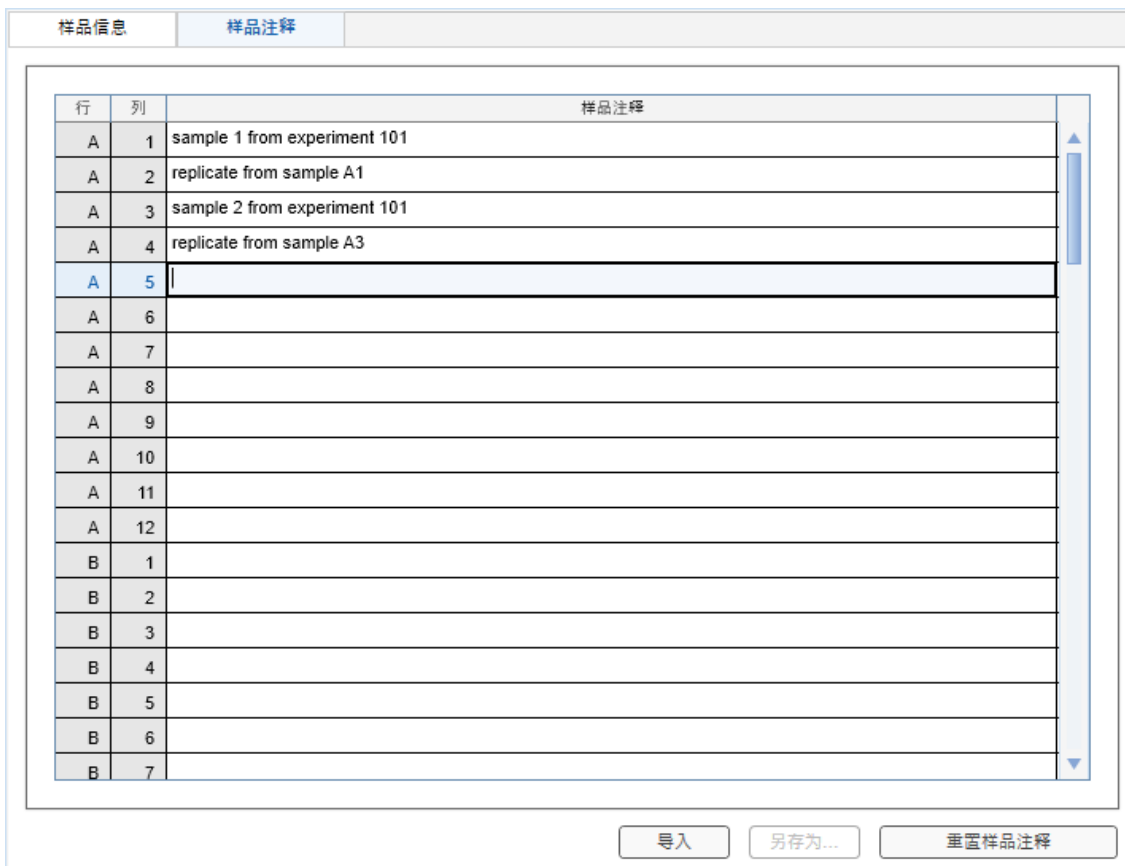 样品信息 样品注释
行 列 样品注释
A 1 sample 1 from experiment 101
A 2 replicate from sample A1
A 3 sample 2 from experiment 101
A 4 replicate from sample A3
A 5
A 6
A 7
A 8
A 9
A 10
A 11
A 12
B 1
B 2
B 3
B 4
B 5
B 6
B 7
导入 另存为... 重置样品注释